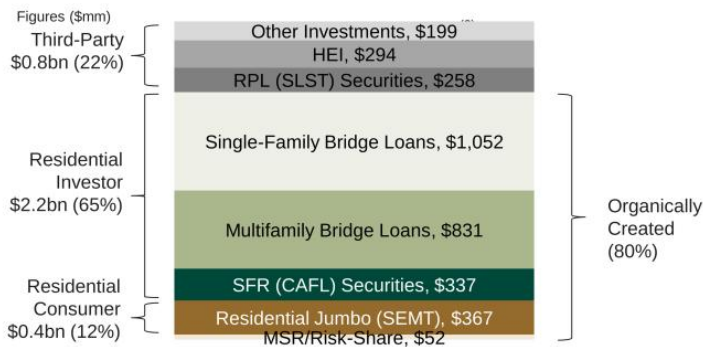 Figures ($mm)
Third-Party
$0.8bn (22%)
Other Investments, $199
HEI, $294
RPL (SLST) Securities, $258
Residential
Investor
$2.2bn (65%)
Single-Family Bridge Loans, $1,052
Multifamily Bridge Loans, $831
SFR (CAFL) Securities, $337
Residential
Consumer
$0.4bn (12%)
Residential Jumbo (SEMT), $367
MSR/Risk-Share, $52
Organically
Created
(80%)